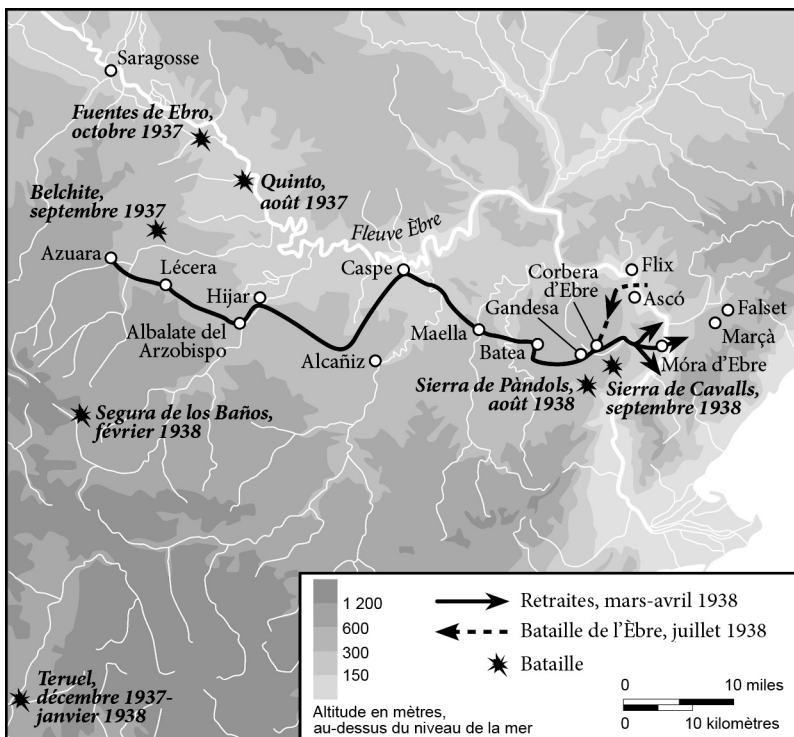 Saragosse
Fuentes de Ebro,
octobre 1937
Quinto,
août 1937
Belchite,
septembre 1937
Fleuve Èbre
Azuara
Lécera
Hijar
Caspe
Corbera
d’Ebre
Flix
Ascó
Gandesa
Falset
Marçà
Albalate del
Arzobispo
Alcañiz
Maella
Batea
Móra d’Ebre
Sierra de Pàndols,
août 1938
Sierra de Cavalls,
septembre 1938
Segura de los Baños,
février 1938
Teruel,
décembre 1937-
janvier 1938
1 200
600
300
150
Altitude en mètres,
au-dessus du niveau de la mer
Retraites, mars-avril 1938
Bataille de l’Èbre, juillet 1938
Bataille
0 10 miles
0 10 kilomètres